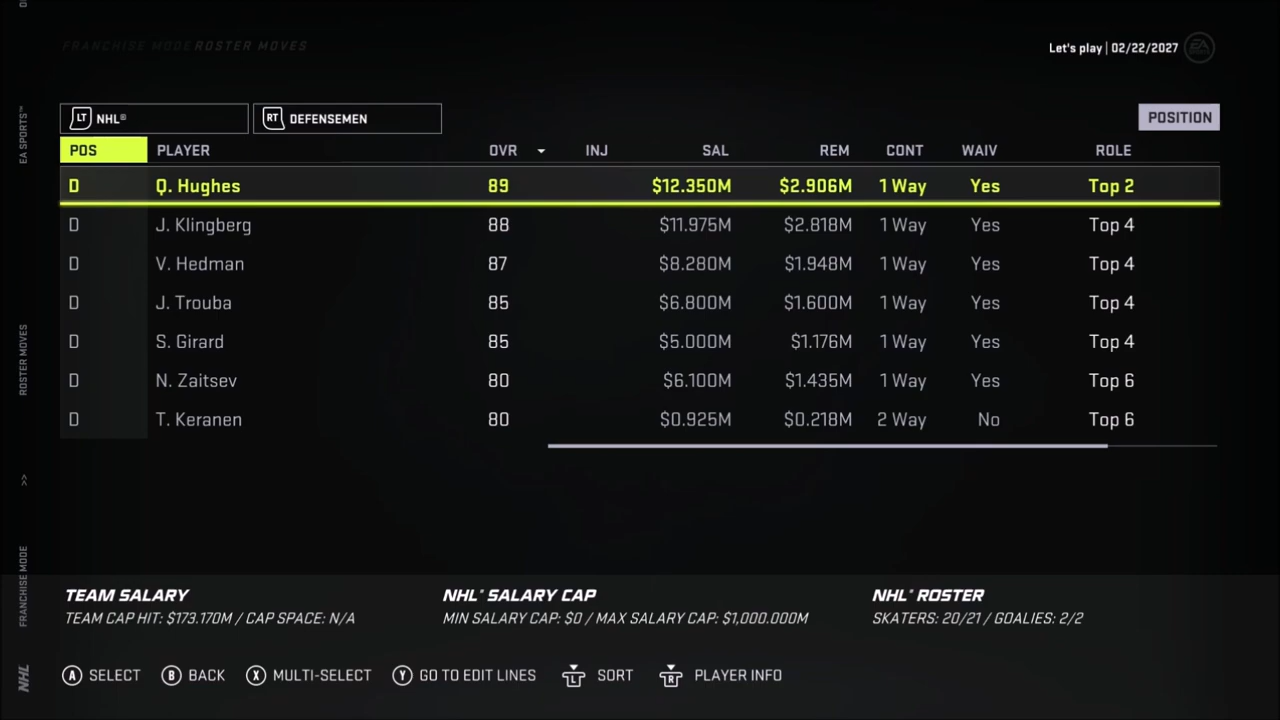 FRANCHISE MODE ROSTER MOVES
Let's play | 02/22/2027
EA SPORTS™
ROSTER MOVES
>>
FRANCHISE MODE
NHL
LT NHL®
RT DEFENSEMEN
POSITION
POS PLAYER OVR INJ SAL REM CONT WAIV ROLE
D Q. Hughes 89 $12.350M $2.906M 1 Way Yes Top 2
D J. Klingberg 88 $11.975M $2.818M 1 Way Yes Top 4
D V. Hedman 87 $8.280M $1.948M 1 Way Yes Top 4
D J. Trouba 85 $6.800M $1.600M 1 Way Yes Top 4
D S. Girard 85 $5.000M $1.176M 1 Way Yes Top 4
D N. Zaitsev 80 $6.100M $1.435M 1 Way Yes Top 6
D T. Keranen 80 $0.925M $0.218M 2 Way No Top 6
TEAM SALARY
TEAM CAP HIT: $173.170M / CAP SPACE: N/A
NHL® SALARY CAP
MIN SALARY CAP: $0 / MAX SALARY CAP: $1,000.000M
NHL® ROSTER
SKATERS: 20/21 / GOALIES: 2/2
A SELECT B BACK X MULTI-SELECT Y GO TO EDIT LINES L SORT R PLAYER INFO